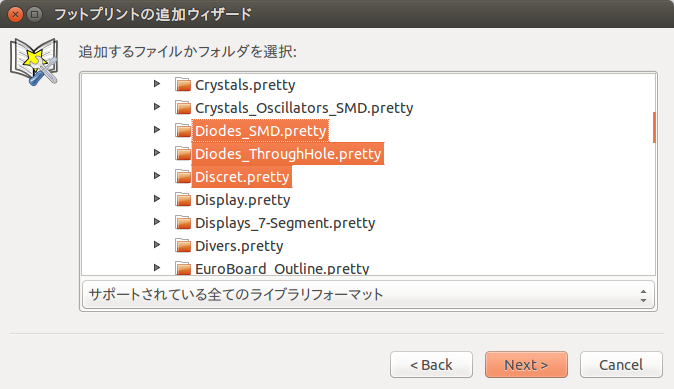 フットプリントの追加ウィザード
追加するファイルかフォルダを選択:
Crystals.pretty
Crystals_Oscillators_SMD.pretty
Diodes_SMD.pretty
Diodes_ThroughHole.pretty
Discret.pretty
Display.pretty
Displays_7-Segment.pretty
Divers.pretty
EuroBoard_Outline.pretty
サポートされている全てのライブラリフォーマット
< Back
Next >
Cancel